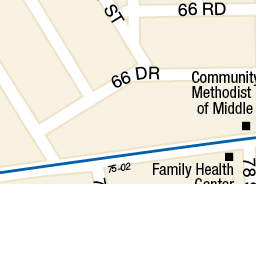 ST
66 RD
66 DR
Community
Methodist
of Middle
75-02
Family Health
Center
78